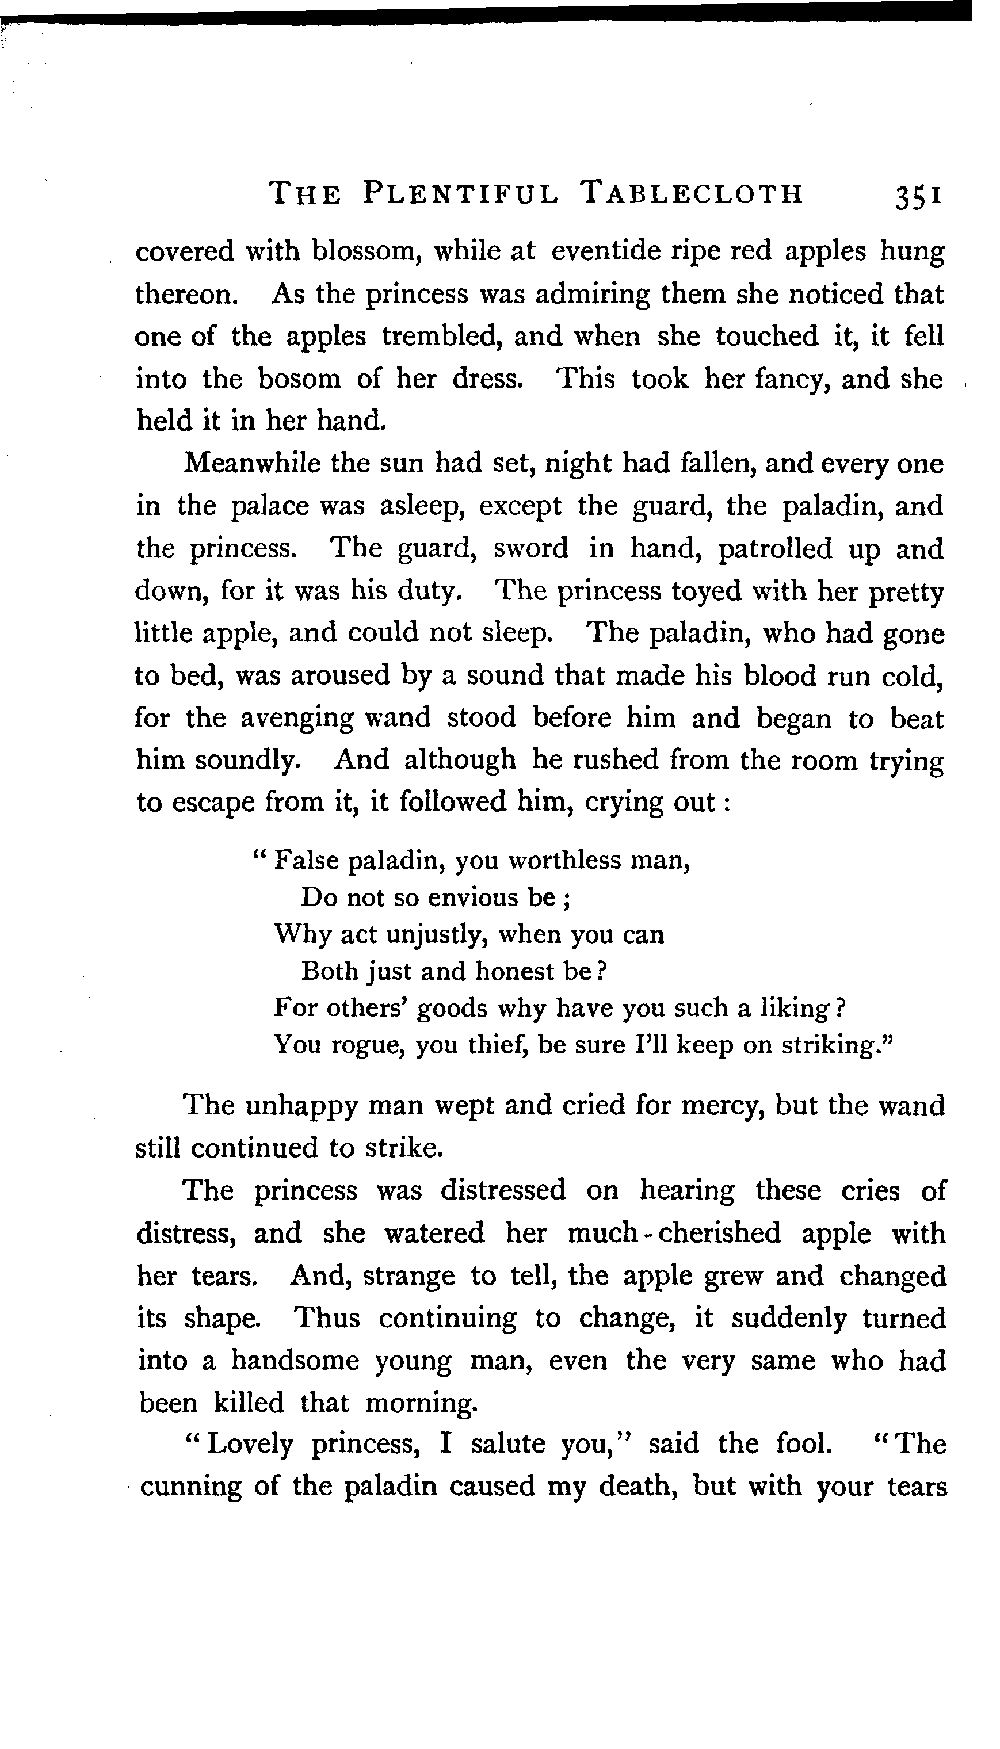 THE PLENTIFUL TABLECLOTH 351
covered with blossom, while at eventide ripe red apples hung
thereon. As the princess was admiring them she noticed that
one of the apples trembled, and when she touched it, it fell
into the bosom of her dress. This took her fancy, and she
held it in her hand.
Meanwhile the sun had set, night had fallen, and every one
in the palace was asleep, except the guard, the paladin, and
the princess. The guard, sword in hand, patrolled up and
down, for it was his duty. The princess toyed with her pretty
little apple, and could not sleep. The paladin, who had gone
to bed, was aroused by a sound that made his blood run cold,
for the avenging wand stood before him and began to beat
him soundly. And although he rushed from the room trying
to escape from it, it followed him, crying out :
“ False paladin, you worthless man,
Do not so envious be ;
Why act unjustly, when you can
Both just and honest be ?
For others’ goods why have you such a liking ?
You rogue, you thief, be sure I’ll keep on striking.”
The unhappy man wept and cried for mercy, but the wand
still continued to strike.
The princess was distressed on hearing these cries of
distress, and she watered her much-cherished apple with
her tears. And, strange to tell, the apple grew and changed
its shape. Thus continuing to change, it suddenly turned
into a handsome young man, even the very same who had
been killed that morning.
“ Lovely princess, I salute you,” said the fool. “ The
cunning of the paladin caused my death, but with your tears